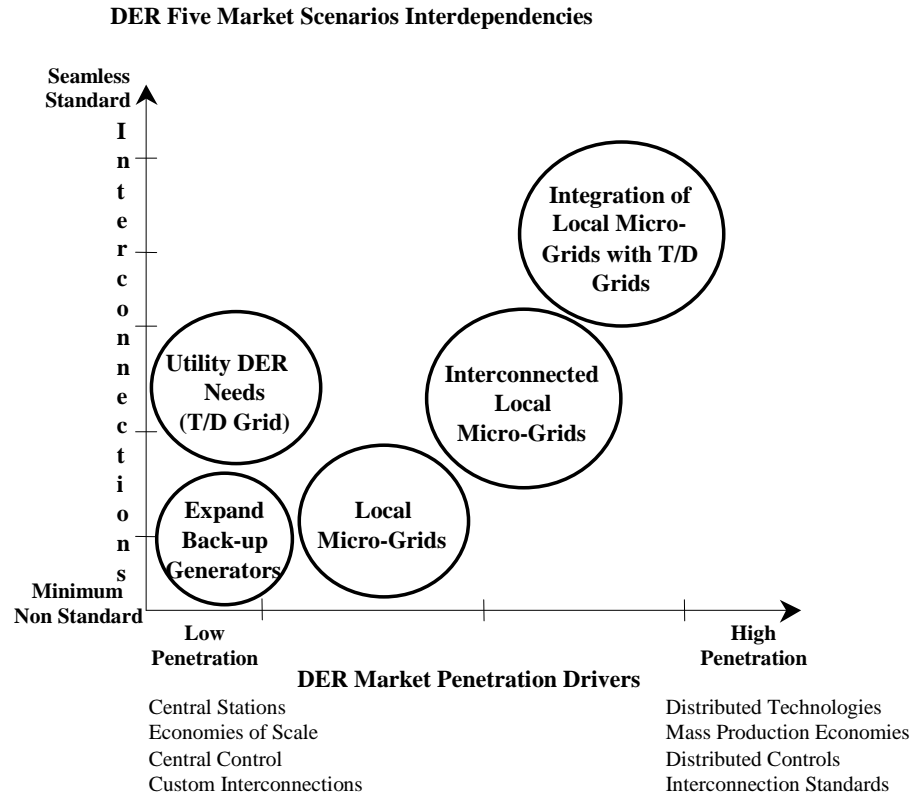 DER Five Market Scenarios Interdependencies
Seamless
Standard
Interconnections
Integration of
Local Micro-
Grids with T/D
Grids
Utility DER
Needs
(T/D Grid)
Interconnected
Local
Micro-Grids
Expand
Back-up
Generators
Local
Micro-Grids
Minimum
Non Standard
Low
Penetration
High
Penetration
DER Market Penetration Drivers
Central Stations
Economies of Scale
Central Control
Custom Interconnections
Distributed Technologies
Mass Production Economies
Distributed Controls
Interconnection Standards